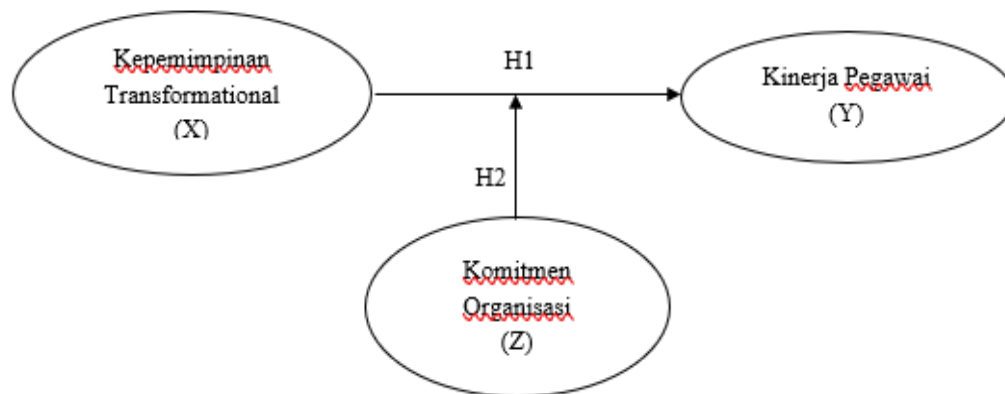 Kepemimpinan
Transformational
(X)
H1
Kinerja Pegawai
(Y)
H2
Komitmen
Organisasi
(Z)